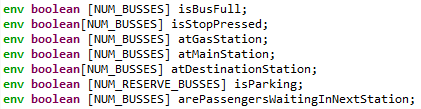 env boolean [NUM_BUSSES] isBusFull;
env boolean[NUM_BUSSES] isStopPressed;
env boolean [NUM_BUSSES] atGasStation;
env boolean [NUM_BUSSES] atMainStation;
env boolean[NUM_BUSSES] atDestinationStation;
env boolean [NUM_RESERVE_BUSSES] isParking;
env boolean [NUM_BUSSES] arePassengersWaitingInNextStation;